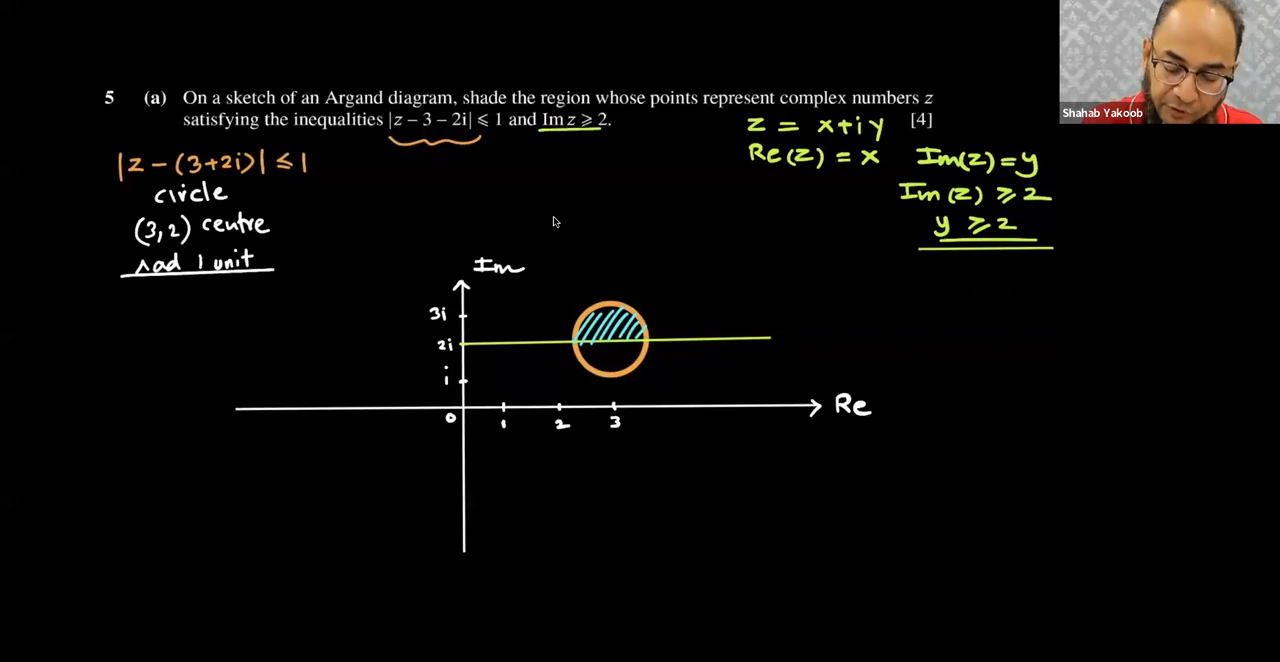 5 (a) On a sketch of an Argand diagram, shade the region whose points represent complex numbers z
satisfying the inequalities |z − 3 − 2i| ⩽ 1 and Im z ⩾ 2. [4]
Shahab Yakoob
z = x+iy
Re(z) = x
Im(z) = y
Im(z) ⩾ 2
y ⩾ 2
|z − (3+2i)| ≤ 1
circle
(3,2) centre
rad 1 unit
Im
3i
2i
i
0 1 2 3
Re